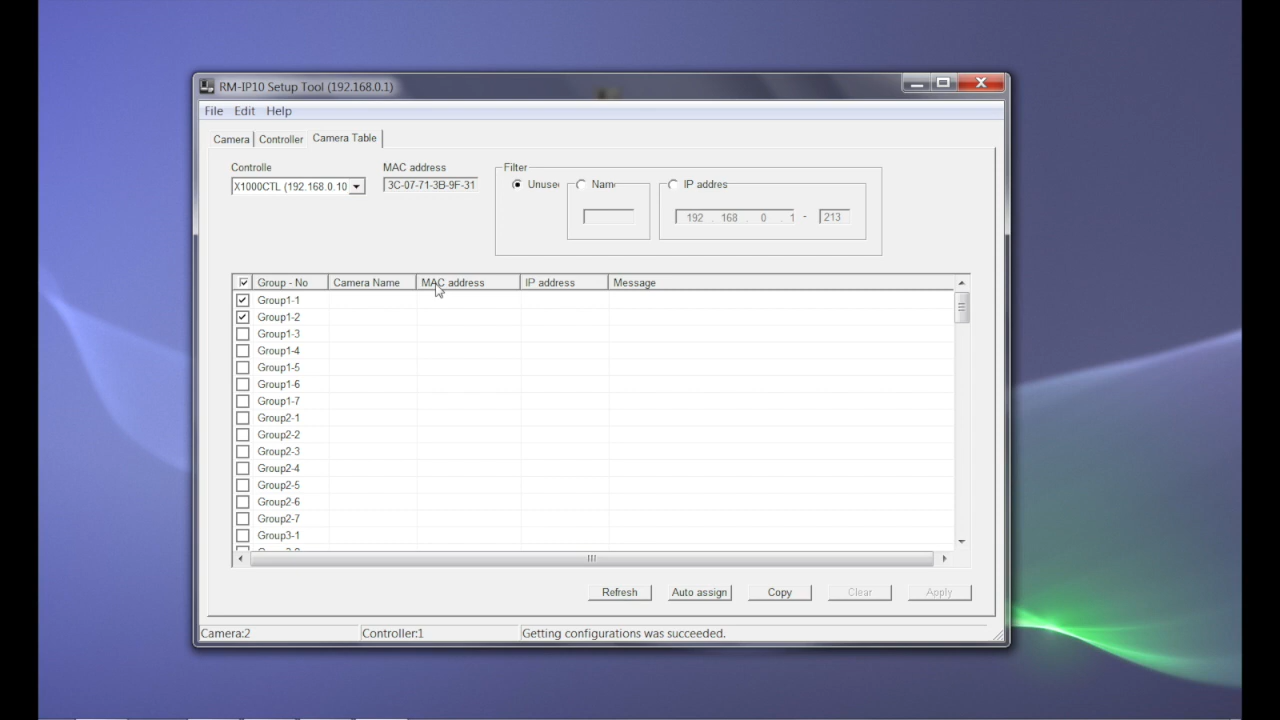 RM-IP10 Setup Tool (192.168.0.1)
File Edit Help
Camera Controller Camera Table
Controlle MAC address Filter
X1000CTL (192.168.0.10 3C-07-71-3B-9F-31 Unuse Name IP addres
192 . 168 . 0 . 1 - 213
Group - No Camera Name MAC address IP address Message
Group1-1
Group1-2
Group1-3
Group1-4
Group1-5
Group1-6
Group1-7
Group2-1
Group2-2
Group2-3
Group2-4
Group2-5
Group2-6
Group2-7
Group3-1
Refresh Auto assign Copy Clear Apply
Camera:2 Controller:1 Getting configurations was succeeded.